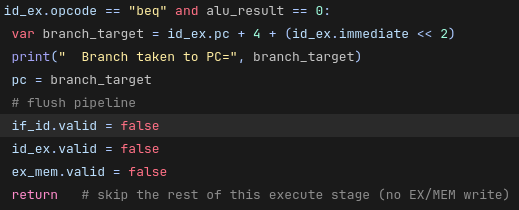 id_ex.opcode == "beq" and alu_result == 0:
var branch_target = id_ex.pc + 4 + (id_ex.immediate << 2)
print("  Branch taken to PC=", branch_target)
pc = branch_target
# flush pipeline
if_id.valid = false
id_ex.valid = false
ex_mem.valid = false
return   # skip the rest of this execute stage (no EX/MEM write)